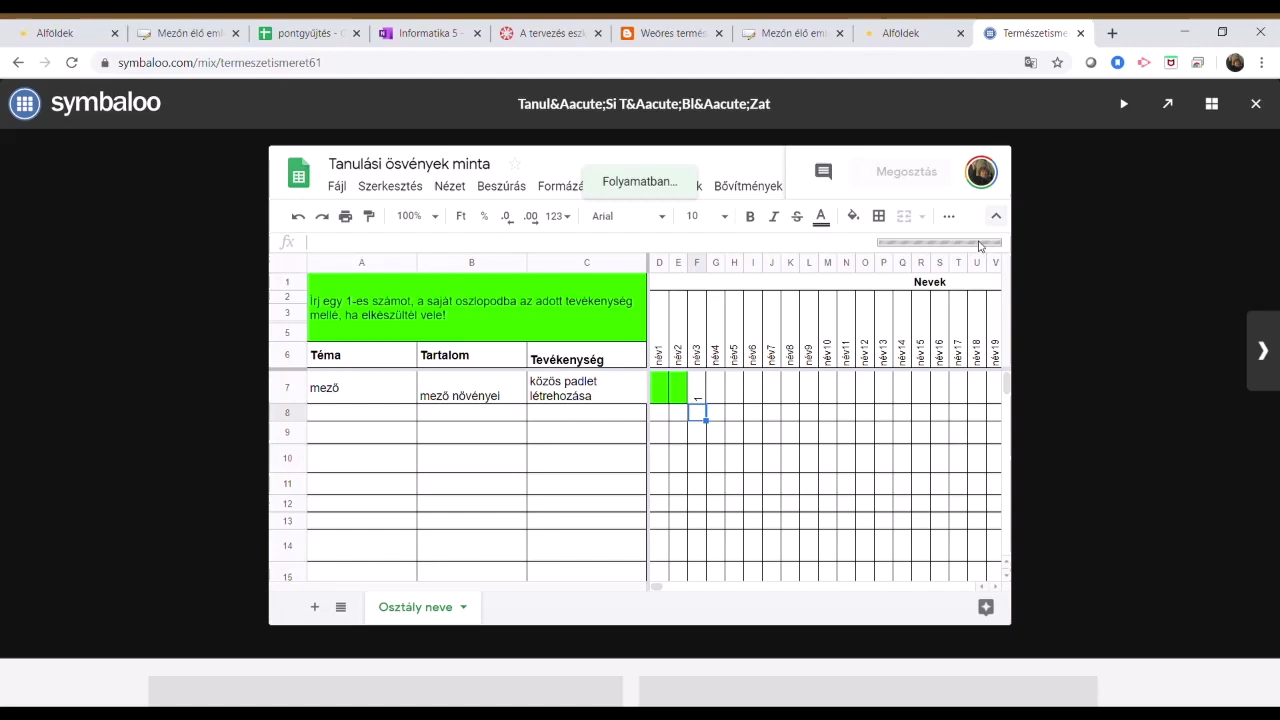 Alföldek
Mezőn élő eml
pontgyűjtés - G
Informatika 5 -
A tervezés eszk
Weöres termés
Mezőn élő eml
Alföldek
Természetisme
symbaloo.com/mix/termeszetismeret61
symbaloo
Tanul&Aacute;Si T&Aacute;Bl&Aacute;Zat
Tanulási ösvények minta
Folyamatban…
Megosztás
Fájl Szerkesztés Nézet Beszúrás Formázá k Bővítmények
100% Ft % .0 .00 123 Arial 10 B I S A
fx
A B C D E F G H I J K L M N O P Q R S T U V
1 Nevek
2
Írj egy 1-es számot, a saját oszlopodba az adott tevékenység
3
mellé, ha elkészültél vele!
5
6 Téma Tartalom Tevékenység név1 név2 név3 név4 név5 név6 név7 név8 név9 név10 név11 név12 név13 név14 név15 név16 név17 név18 név19
7 mező mező növényei közös padlet
létrehozása 1
8
9
10
11
12
13
14
15
Osztály neve